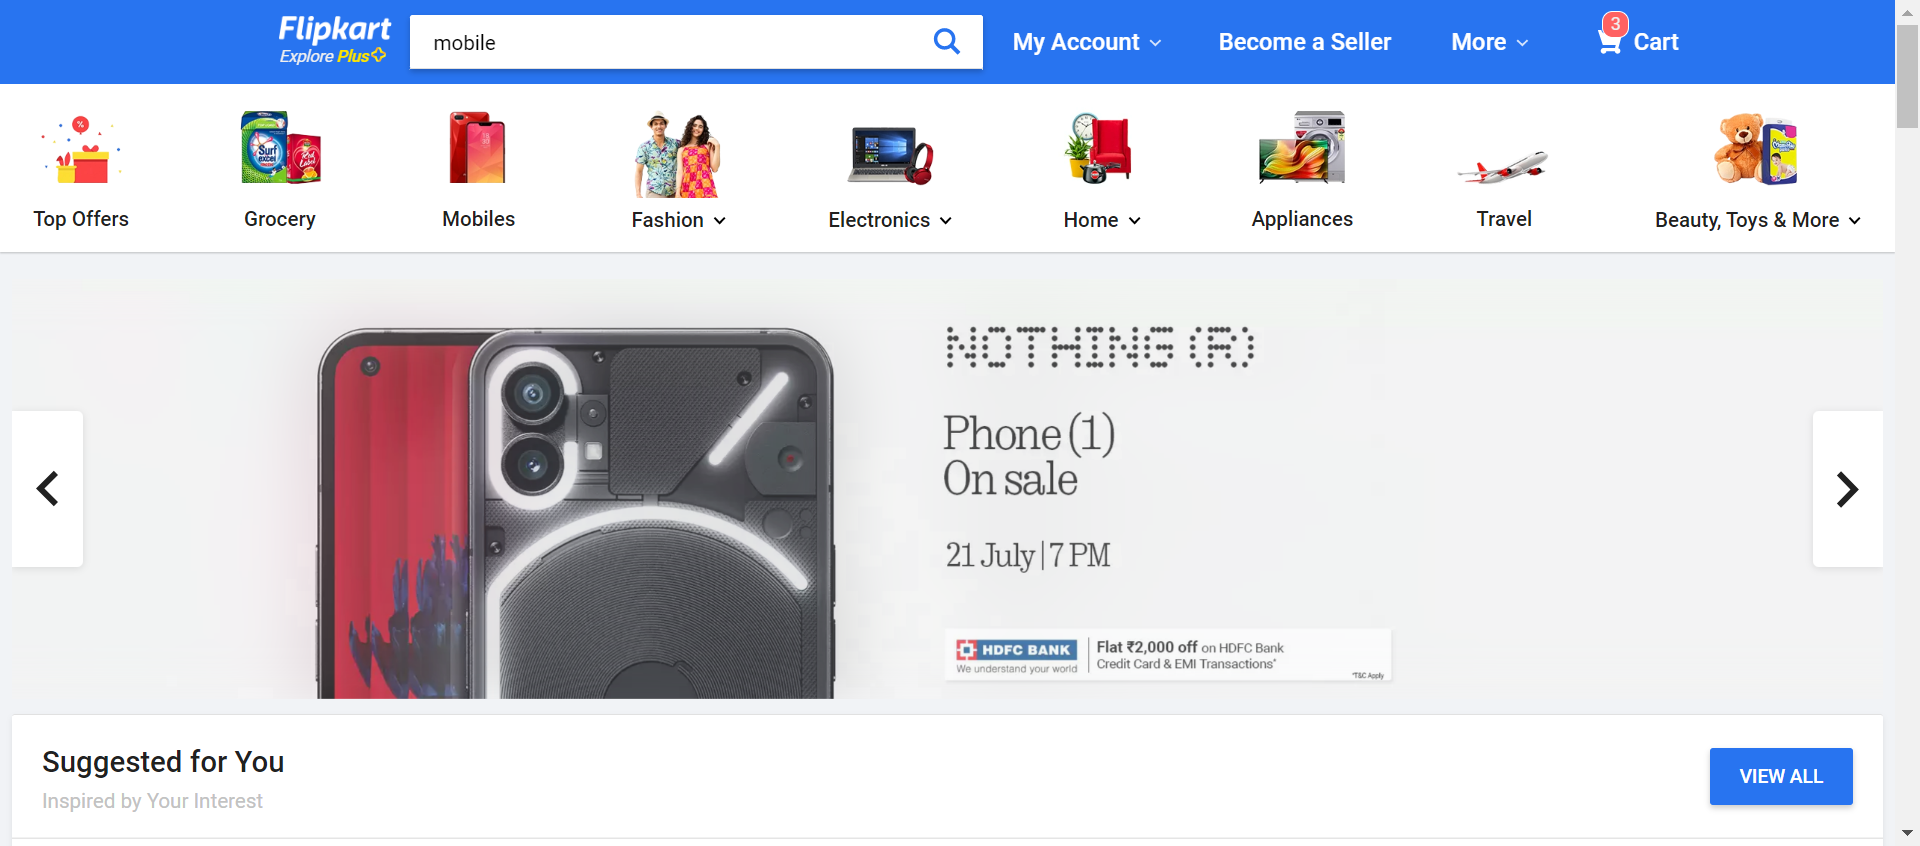 Flipkart
Explore Plus
mobile
My Account
Become a Seller
More
3
Cart
Top Offers
Grocery
Mobiles
Fashion
Electronics
Home
Appliances
Travel
Beauty, Toys & More
Surf excel
NOTHING (R)
Phone (1)
On sale
21 July | 7 PM
HDFC BANK
We understand your world
Flat ₹2,000 off on HDFC Bank
Credit Card & EMI Transactions*
*T&C Apply
Suggested for You
VIEW ALL
Inspired by Your Interest